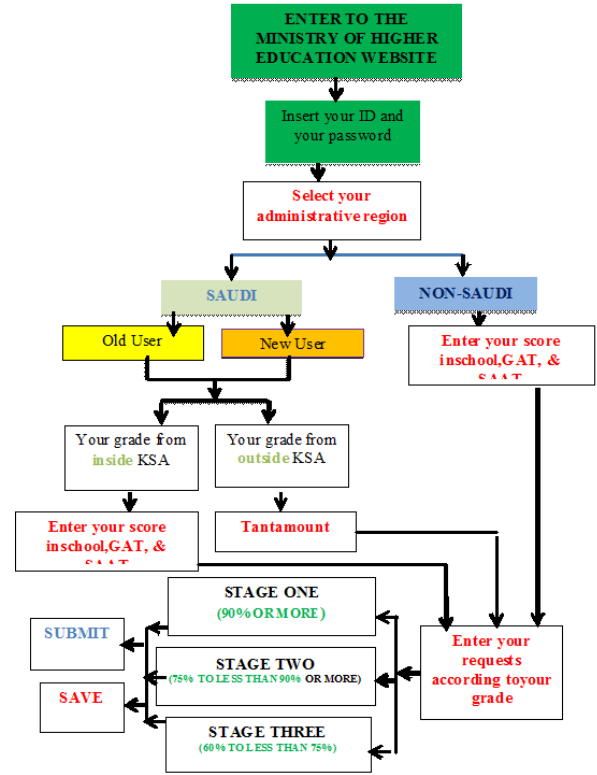 ENTER TO THE
MINISTRY OF HIGHER
EDUCATION WEBSITE
Insert your ID and
your password
Select your
administrative region
SAUDI
NON-SAUDI
Old User
New User
Enter your score
inschool,GAT, &
SAAT
Your grade from
inside KSA
Your grade from
outside KSA
Enter your score
inschool,GAT, &
SAAT
Tantamount
STAGE ONE
(90% OR MORE)
SUBMIT
STAGE TWO
(75% TO LESS THAN 90% OR MORE)
SAVE
STAGE THREE
(60% TO LESS THAN 75%)
Enter your
requests
according toyour
grade